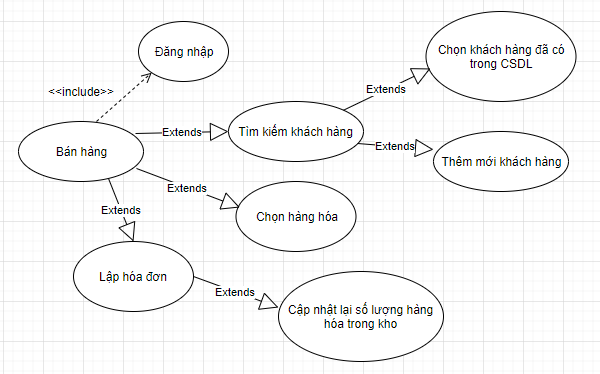 Đăng nhập
<<include>>
Bán hàng
Extends
Tìm kiếm khách hàng
Extends
Chọn khách hàng đã có
trong CSDL
Extends
Thêm mới khách hàng
Extends
Chọn hàng hóa
Extends
Lập hóa đơn
Extends
Cập nhật lại số lượng hàng
hóa trong kho